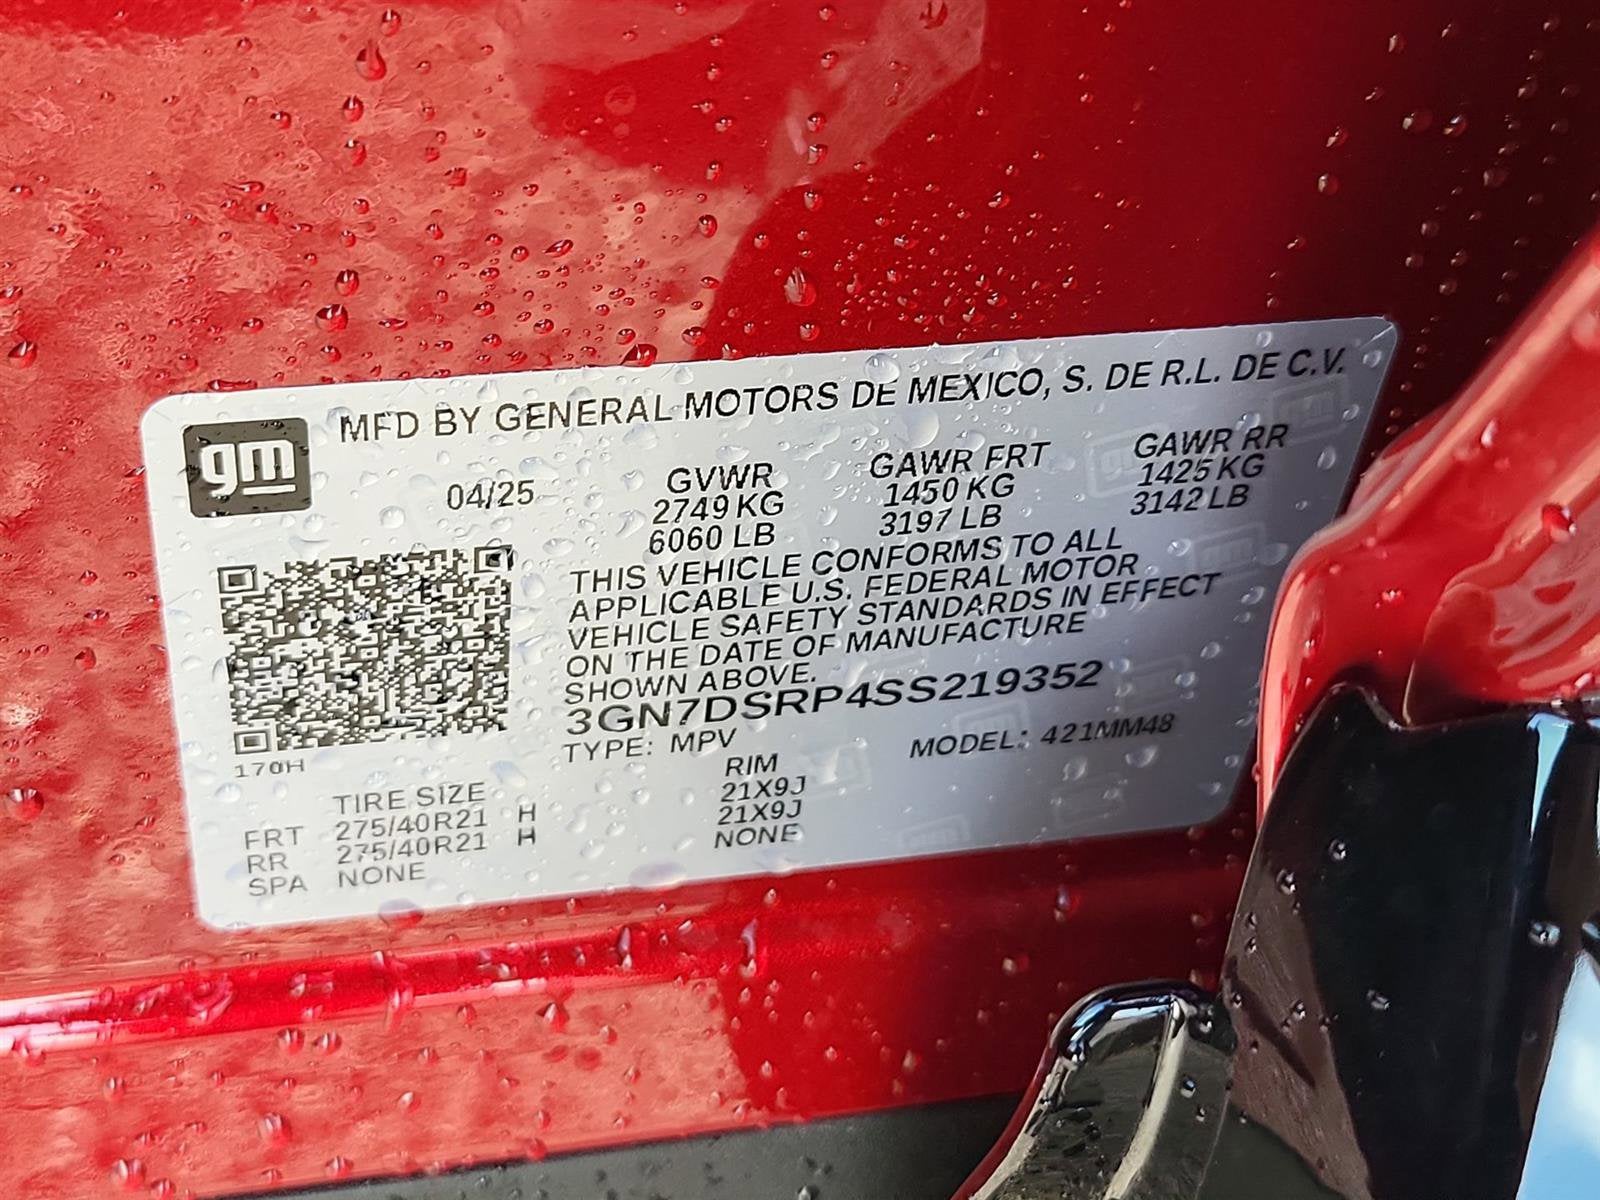 gm
MFD BY GENERAL MOTORS DE MEXICO, S. DE R.L. DE C.V.
04/25 GVWR GAWR FRT GAWR RR
2749 KG 1450 KG 1425 KG
6060 LB 3197 LB 3142 LB
THIS VEHICLE CONFORMS TO ALL
APPLICABLE U.S. FEDERAL MOTOR
VEHICLE SAFETY STANDARDS IN EFFECT
ON THE DATE OF MANUFACTURE
SHOWN ABOVE.
3GN7DSRP4SS219352
TYPE: MPV MODEL: 421MM48
170H
TIRE SIZE RIM
FRT 275/40R21 H 21X9J
RR 275/40R21 H 21X9J
SPA NONE NONE